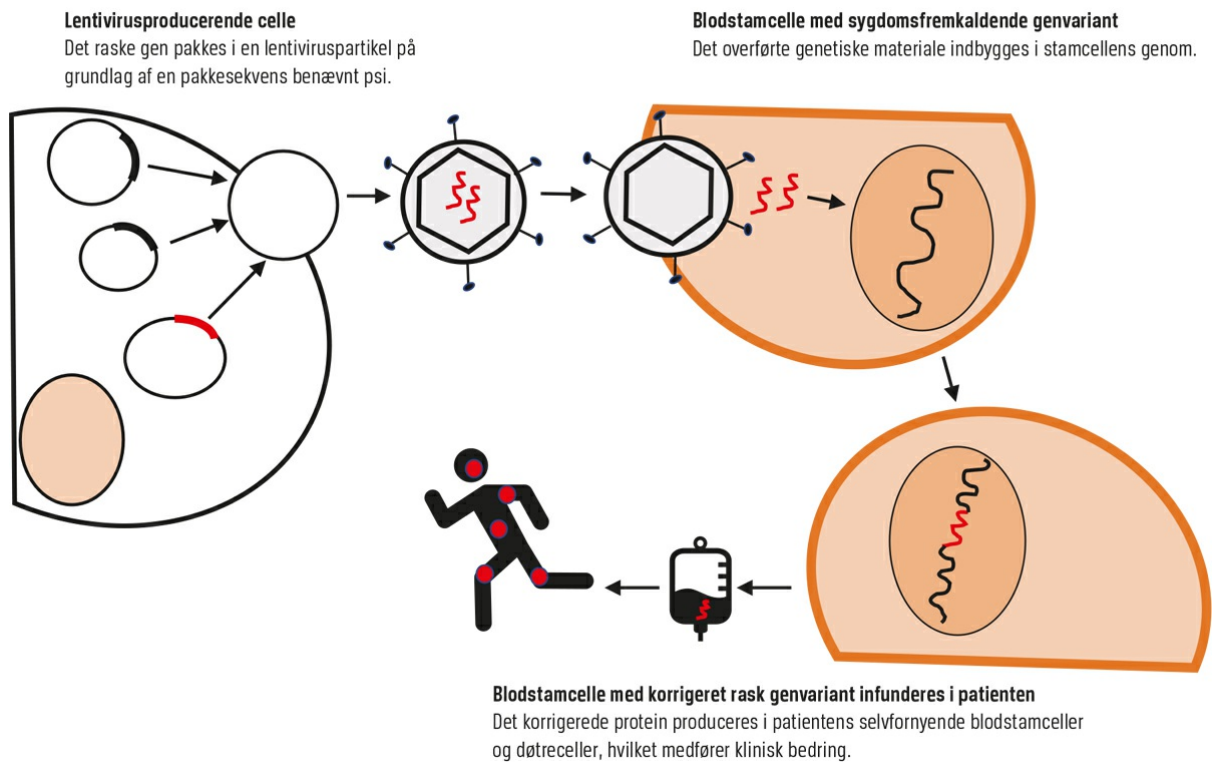 Lentivirusproducerende celle
Det raske gen pakkes i en lentiviruspartikel på
grundlag af en pakkesekvens benævnt psi.
Blodstamcelle med sygdomsfremkaldende genvariant
Det overførte genetiske materiale indbygges i stamcellens genom.
Blodstamcelle med korrigeret rask genvariant infunderes i patienten
Det korrigerede protein produceres i patientens selvfornyende blodstamceller
og døtreceller, hvilket medfører klinisk bedring.